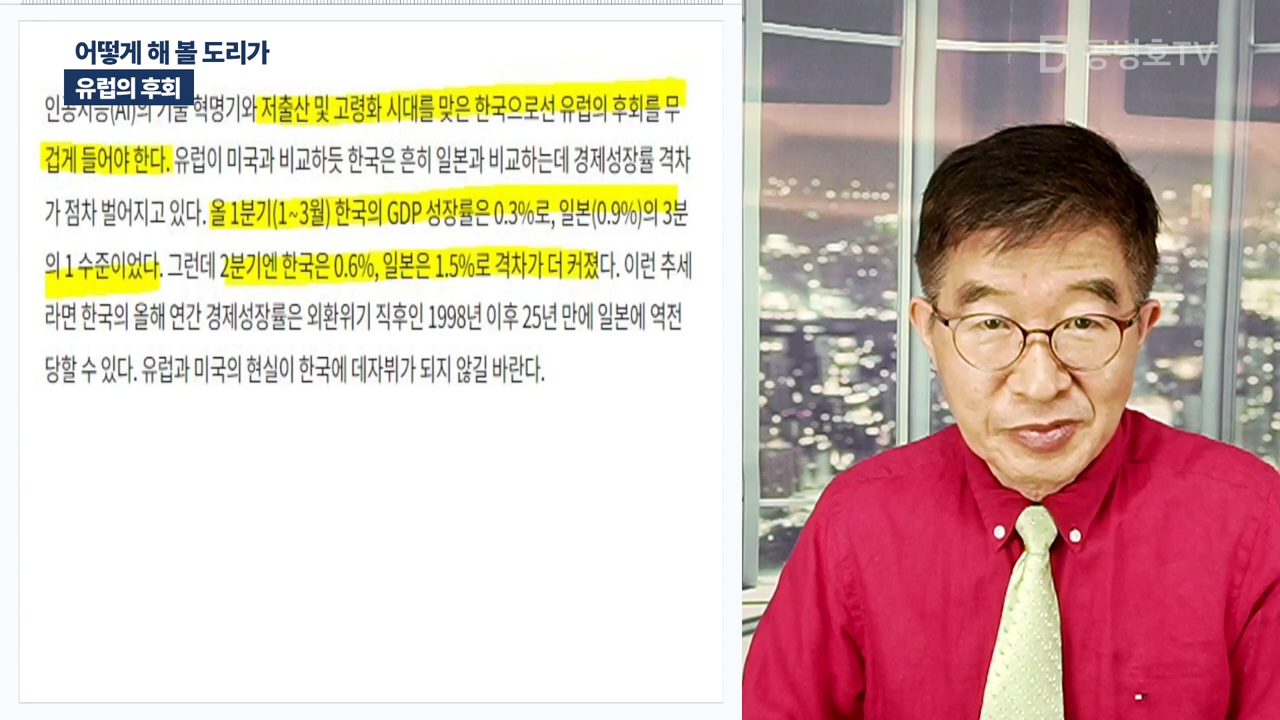 어떻게 해 볼 도리가
유럽의 후회
공병호TV
인공지능(AI)의 기술 혁명기와 저출산 및 고령화 시대를 맞은 한국으로선 유럽의 후회를 무
겁게 들어야 한다. 유럽이 미국과 비교하듯 한국은 흔히 일본과 비교하는데 경제성장률 격차
가 점차 벌어지고 있다. 올 1분기(1~3월) 한국의 GDP 성장률은 0.3%로, 일본(0.9%)의 3분
의 1 수준이었다. 그런데 2분기엔 한국은 0.6%, 일본은 1.5%로 격차가 더 커졌다. 이런 추세
라면 한국의 올해 연간 경제성장률은 외환위기 직후인 1998년 이후 25년 만에 일본에 역전
당할 수 있다. 유럽과 미국의 현실이 한국에 데자뷔가 되지 않길 바란다.